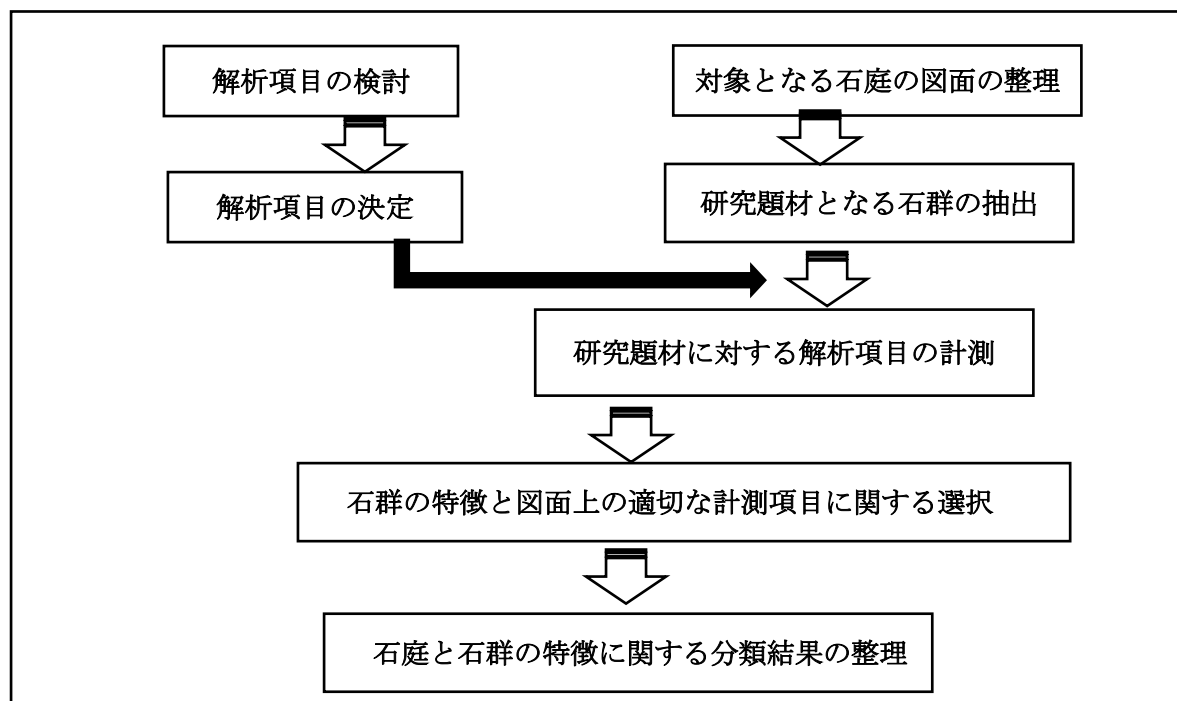 解析項目の検討
対象となる石庭の図面の整理
解析項目の決定
研究題材となる石群の抽出
研究題材に対する解析項目の計測
石群の特徴と図面上の適切な計測項目に関する選択
石庭と石群の特徴に関する分類結果の整理